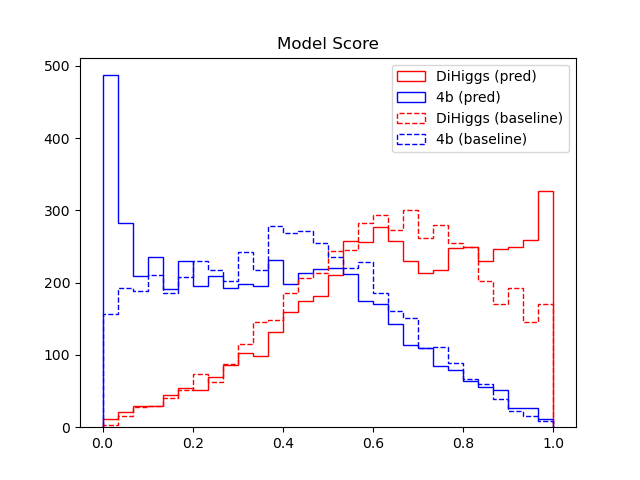 Model Score
DiHiggs (pred)
4b (pred)
DiHiggs (baseline)
4b (baseline)
500
400
300
200
100
0
0.0 0.2 0.4 0.6 0.8 1.0